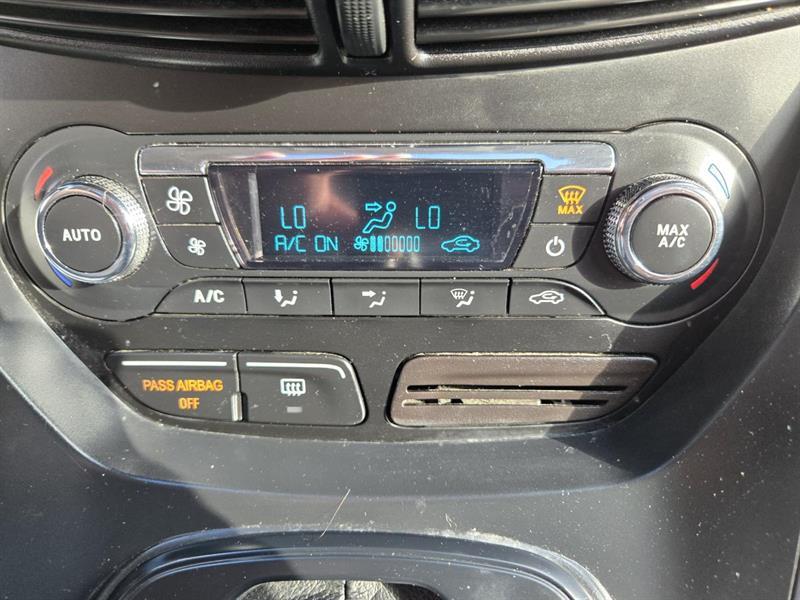 AUTO
LO LO
A/C ON
MAX
MAX
A/C
A/C
PASS AIRBAG
OFF